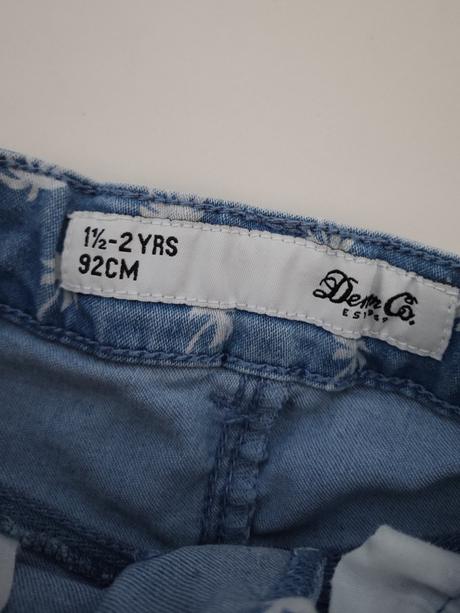 1½-2 YRS
92CM
Denim Co.